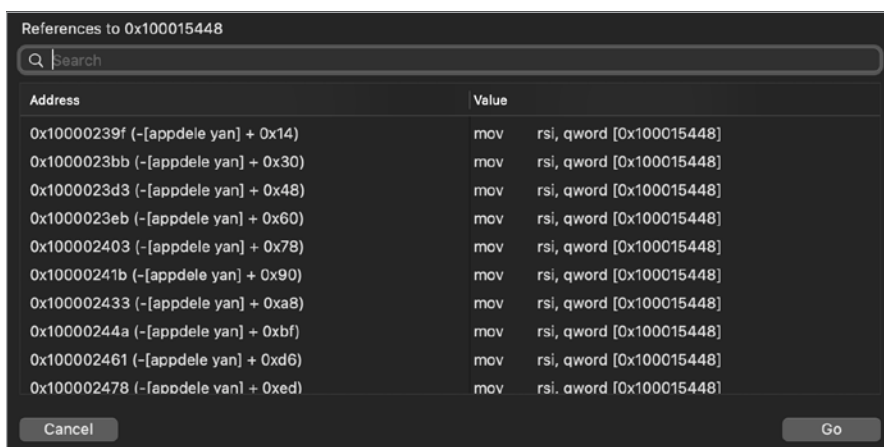 References to 0x100015448
Search
Address Value
0x10000239f (-[appdele yan] + 0x14) mov rsi, qword [0x100015448]
0x1000023bb (-[appdele yan] + 0x30) mov rsi, qword [0x100015448]
0x1000023d3 (-[appdele yan] + 0x48) mov rsi, qword [0x100015448]
0x1000023eb (-[appdele yan] + 0x60) mov rsi, qword [0x100015448]
0x100002403 (-[appdele yan] + 0x78) mov rsi, qword [0x100015448]
0x10000241b (-[appdele yan] + 0x90) mov rsi, qword [0x100015448]
0x100002433 (-[appdele yan] + 0xa8) mov rsi, qword [0x100015448]
0x10000244a (-[appdele yan] + 0xbf) mov rsi, qword [0x100015448]
0x100002461 (-[appdele yan] + 0xd6) mov rsi, qword [0x100015448]
0x100002478 (-[appdele yan] + 0xed) mov rsi, qword [0x100015448]
Cancel Go